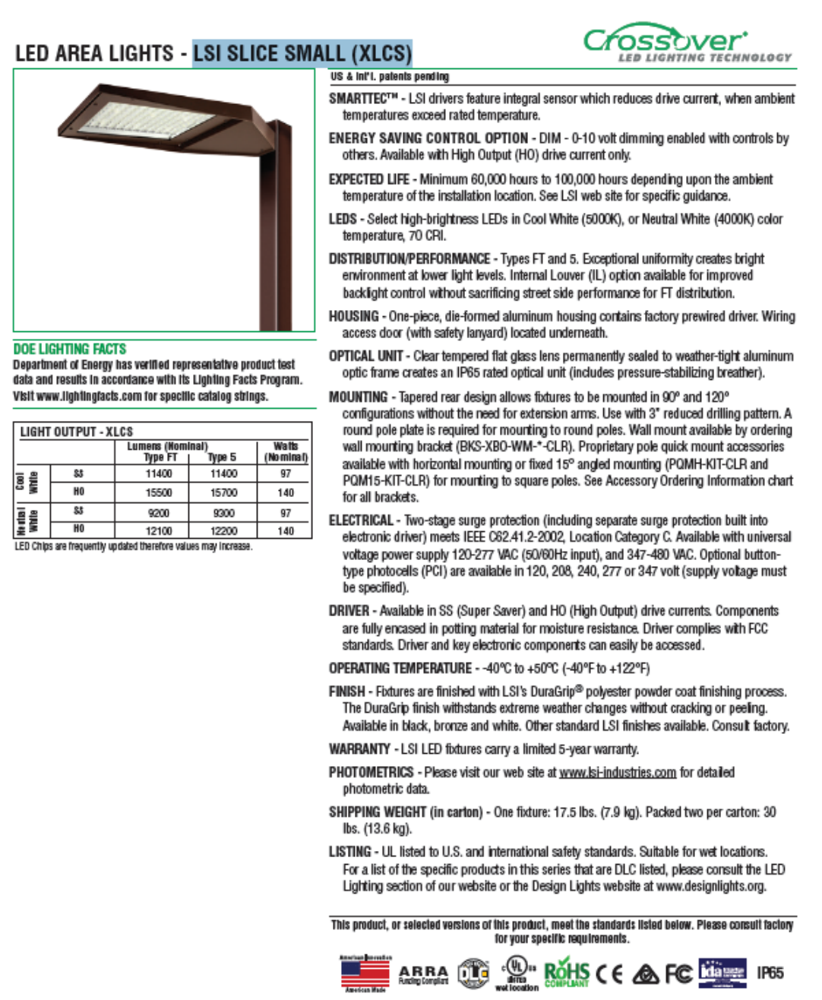 Crossover
LED LIGHTING TECHNOLOGY
LED AREA LIGHTS - LSI SLICE SMALL (XLCS)
US & Int'l. patents pending
SMARTTEC™ - LSI drivers feature integral sensor which reduces drive current, when ambient
temperatures exceed rated temperature.
ENERGY SAVING CONTROL OPTION - DIM - 0-10 volt dimming enabled with controls by
others. Available with High Output (HO) drive current only.
EXPECTED LIFE - Minimum 60,000 hours to 100,000 hours depending upon the ambient
temperature of the installation location. See LSI web site for specific guidance.
LEDS - Select high-brightness LEDs in Cool White (5000K), or Neutral White (4000K) color
temperature, 70 CRI.
DISTRIBUTION/PERFORMANCE - Types FT and 5. Exceptional uniformity creates bright
environment at lower light levels. Internal Louver (IL) option available for improved
backlight control without sacrificing street side performance for FT distribution.
HOUSING - One-piece, die-formed aluminum housing contains factory prewired driver. Wiring
access door (with safety lanyard) located underneath.
OPTICAL UNIT - Clear tempered flat glass lens permanently sealed to weather-tight aluminum
optic frame creates an IP65 rated optical unit (includes pressure-stabilizing breather).
MOUNTING - Tapered rear design allows fixtures to be mounted in 90º and 120º
configurations without the need for extension arms. Use with 3" reduced drilling pattern. A
round pole plate is required for mounting to round poles. Wall mount available by ordering
wall mounting bracket (BKS-XBO-WM-*-CLR). Proprietary pole quick mount accessories
available with horizontal mounting or fixed 15º angled mounting (PQMH-KIT-CLR and
PQM15-KIT-CLR) for mounting to square poles. See Accessory Ordering Information chart
for all brackets.
ELECTRICAL - Two-stage surge protection (including separate surge protection built into
electronic driver) meets IEEE C62.41.2-2002, Location Category C. Available with universal
voltage power supply 120-277 VAC (50/60Hz input), and 347-480 VAC. Optional button-
type photocells (PCI) are available in 120, 208, 240, 277 or 347 volt (supply voltage must
be specified).
DRIVER - Available in SS (Super Saver) and HO (High Output) drive currents. Components
are fully encased in potting material for moisture resistance. Driver complies with FCC
standards. Driver and key electronic components can easily be accessed.
OPERATING TEMPERATURE - -40ºC to +50ºC (-40ºF to +122ºF)
FINISH - Fixtures are finished with LSI's DuraGrip® polyester powder coat finishing process.
The DuraGrip finish withstands extreme weather changes without cracking or peeling.
Available in black, bronze and white. Other standard LSI finishes available. Consult factory.
WARRANTY - LSI LED fixtures carry a limited 5-year warranty.
PHOTOMETRICS - Please visit our web site at www.lsi-industries.com for detailed
photometric data.
SHIPPING WEIGHT (in carton) - One fixture: 17.5 lbs. (7.9 kg). Packed two per carton: 30
lbs. (13.6 kg).
LISTING - UL listed to U.S. and international safety standards. Suitable for wet locations.
For a list of the specific products in this series that are DLC listed, please consult the LED
Lighting section of our website or the Design Lights website at www.designlights.org.
DOE LIGHTING FACTS
Department of Energy has verified representative product test
data and results in accordance with its Lighting Facts Program.
Visit www.lightingfacts.com for specific catalog strings.
LIGHT OUTPUT - XLCS
Lumens (Nominal) Watts
Type FT Type 5 (Nominal)
Cool White SS 11400 11400 97
HO 15500 15700 140
Neutral White SS 9200 9300 97
HO 12100 12200 140
LED Chips are frequently updated therefore values may increase.
This product, or selected versions of this product, meet the standards listed below. Please consult factory
for your specific requirements.
American Innovation
American Made
ARRA
Funding Compliant
DLC
c UL us
LISTED
wet location
RoHS
COMPLIANT
CE
FC
ida
IP65